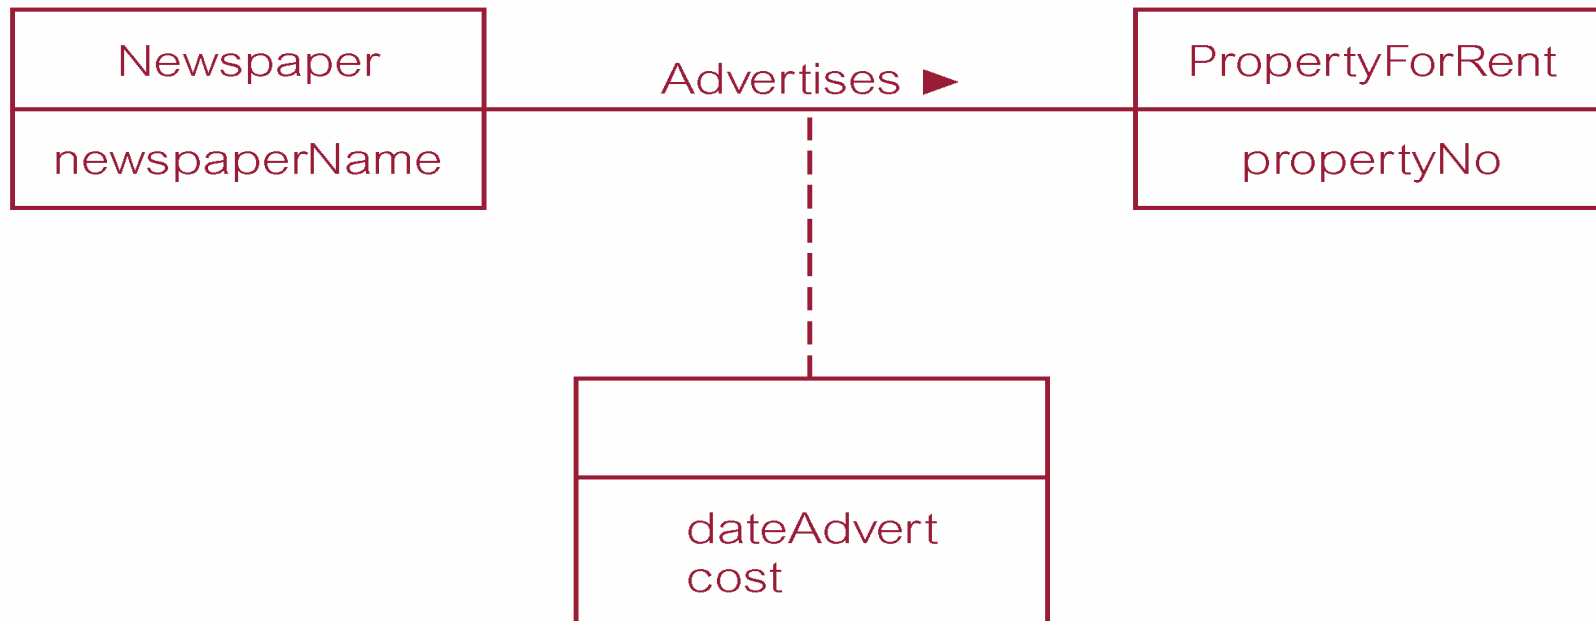 Newspaper
Advertises ►
PropertyForRent
newspaperName
propertyNo
dateAdvert
cost